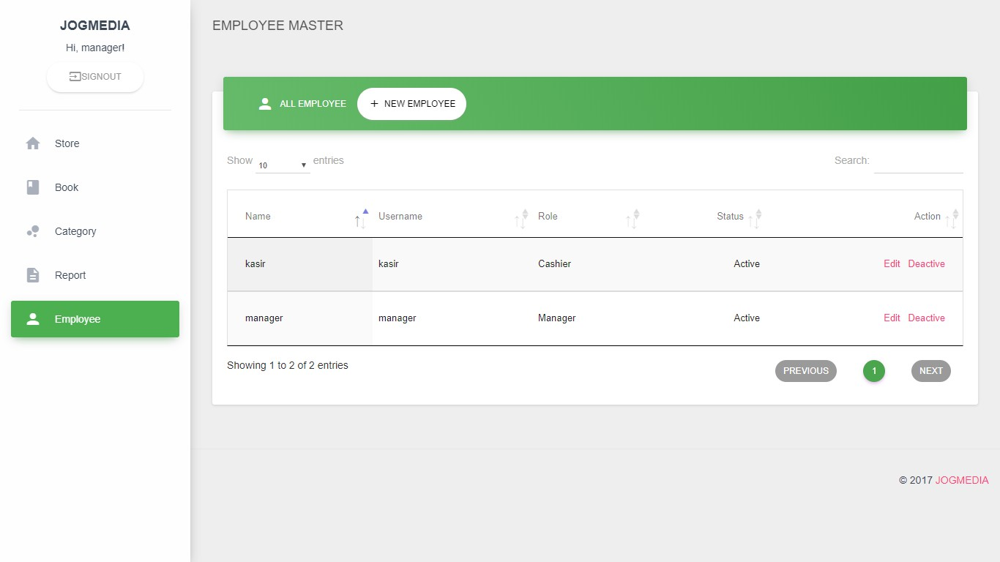 JOGMEDIA
Hi, manager!
SIGNOUT
Store
Book
Category
Report
Employee
EMPLOYEE MASTER
ALL EMPLOYEE + NEW EMPLOYEE
Show 10 entries Search:
Name Username Role Status Action
kasir kasir Cashier Active Edit Deactive
manager manager Manager Active Edit Deactive
Showing 1 to 2 of 2 entries PREVIOUS 1 NEXT
© 2017 JOGMEDIA